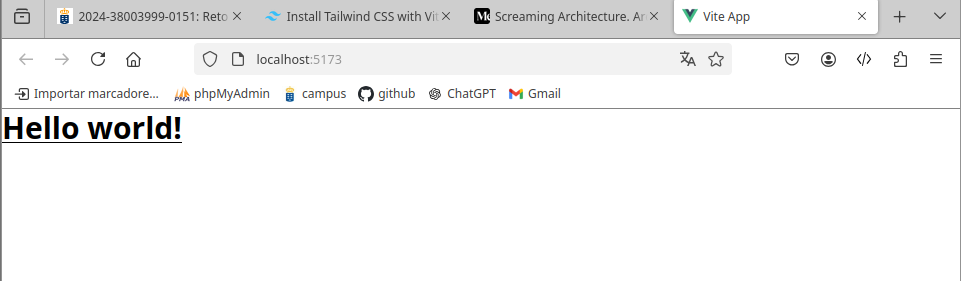 2024-38003999-0151: Reto
Install Tailwind CSS with Vit
Screaming Architecture. Ar
Vite App
localhost:5173
Importar marcadore...
phpMyAdmin
campus
github
ChatGPT
Gmail
Hello world!